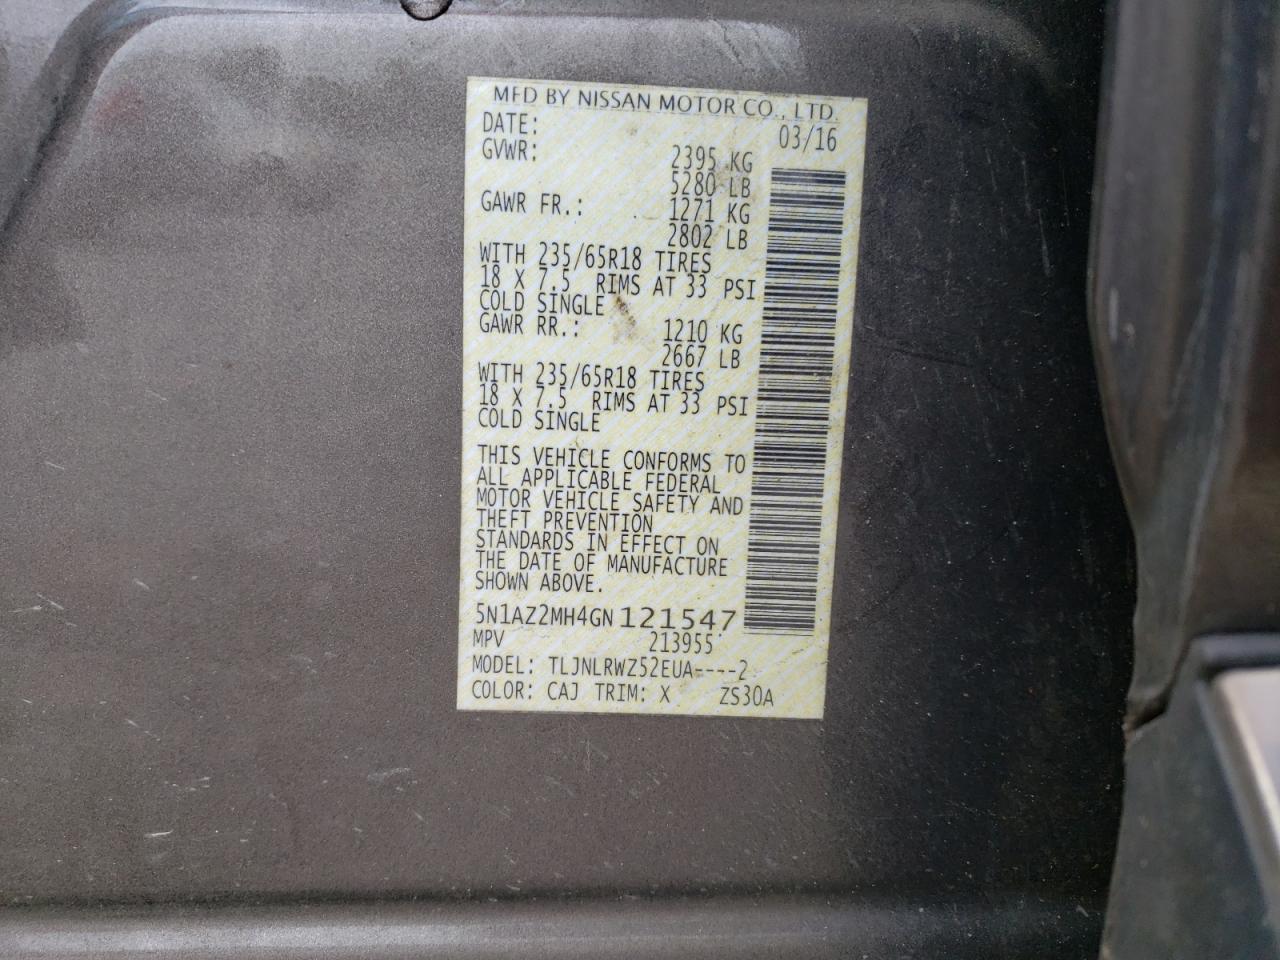 MFD BY NISSAN MOTOR CO., LTD.
DATE: 03/16
GVWR: 2395 KG
5280 LB
GAWR FR.: 1271 KG
2802 LB
WITH 235/65R18 TIRES
18 X 7.5 RIMS AT 33 PSI
COLD SINGLE
GAWR RR.: 1210 KG
2667 LB
WITH 235/65R18 TIRES
18 X 7.5 RIMS AT 33 PSI
COLD SINGLE
THIS VEHICLE CONFORMS TO
ALL APPLICABLE FEDERAL
MOTOR VEHICLE SAFETY AND
THEFT PREVENTION
STANDARDS IN EFFECT ON
THE DATE OF MANUFACTURE
SHOWN ABOVE.
5N1AZ2MH4GN121547
MPV 213955
MODEL: TLJNLRWZ52EUA----2
COLOR: CAJ TRIM: X ZS30A